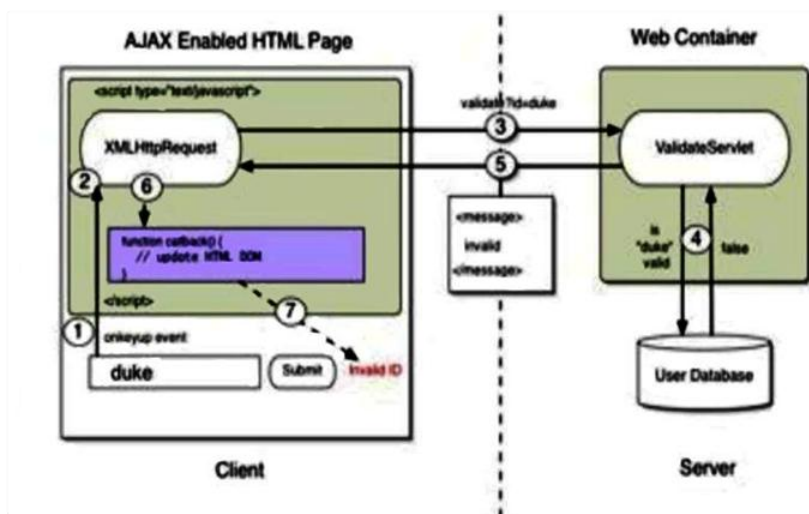 AJAX Enabled HTML Page
Web Container
<script type="text/javascript">
validate?id=duke
3
XMLHttpRequest
ValidateServlet
5
2
6
<message>
invalid
</message>
is
"duke"
valid
4
false
function callback() {
// update HTML DOM
}
</script>
7
1
onkeyup event
duke
Submit
Invalid ID
User Database
Client
Server